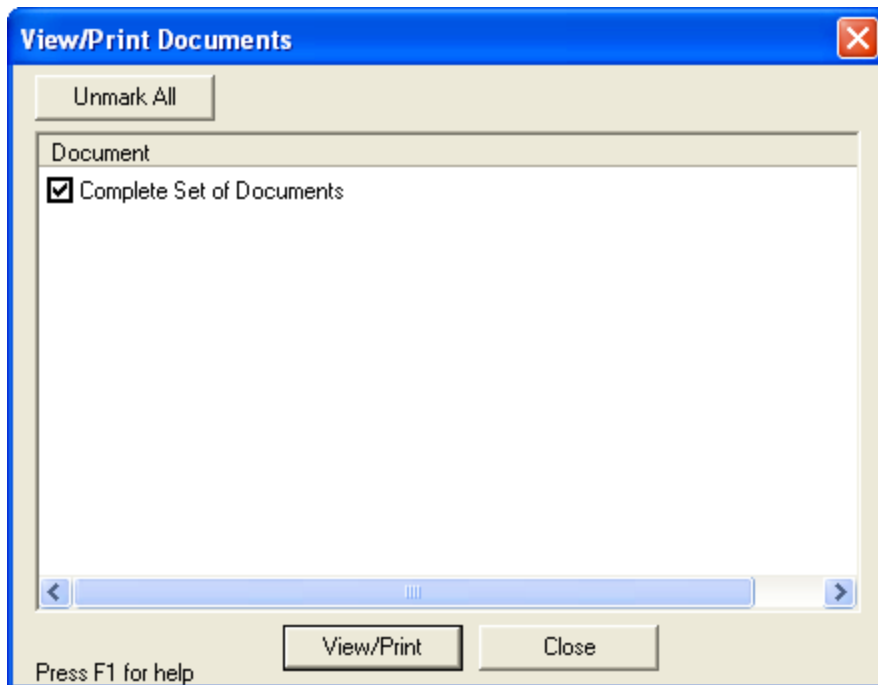 View/Print Documents
Unmark All
Document
Complete Set of Documents
View/Print
Close
Press F1 for help